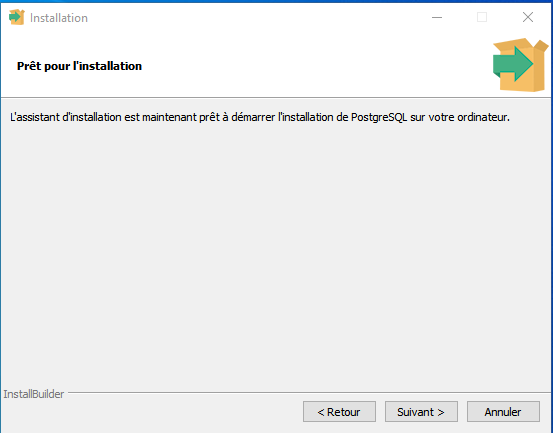 Installation
Prêt pour l'installation
L'assistant d'installation est maintenant prêt à démarrer l'installation de PostgreSQL sur votre ordinateur.
InstallBuilder
< Retour
Suivant >
Annuler